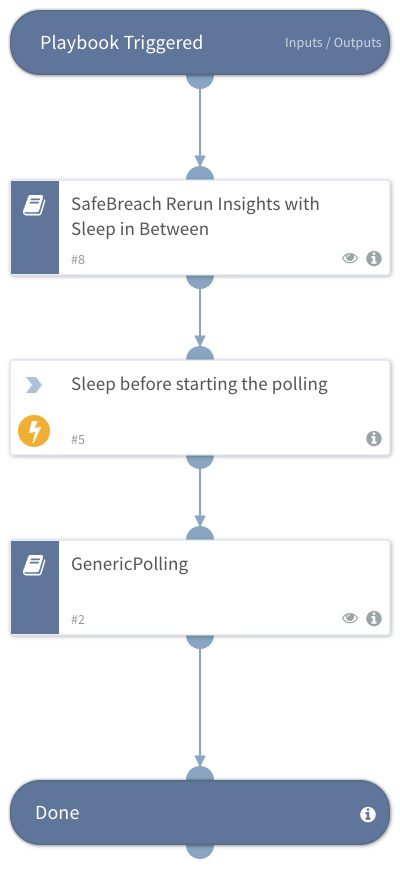 Playbook Triggered
Inputs / Outputs
SafeBreach Rerun Insights with
Sleep in Between
#8
Sleep before starting the polling
#5
GenericPolling
#2
Done